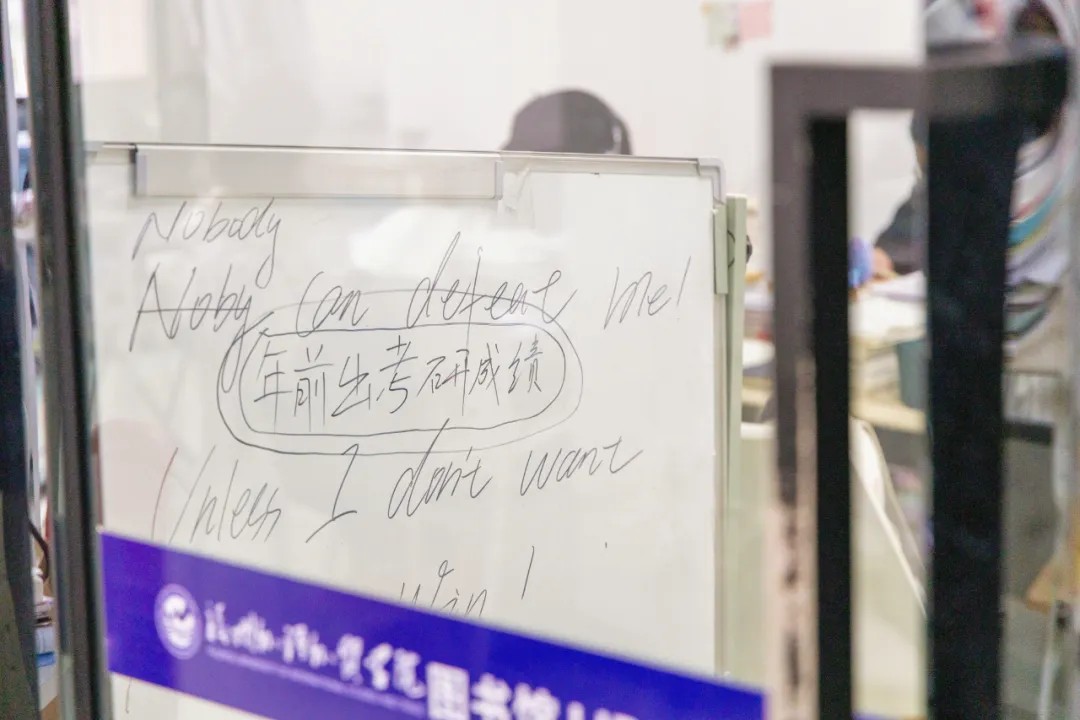 Nobody
Noby can defeat me!
年前出考研成绩
Unless I don't want
win!
图书馆